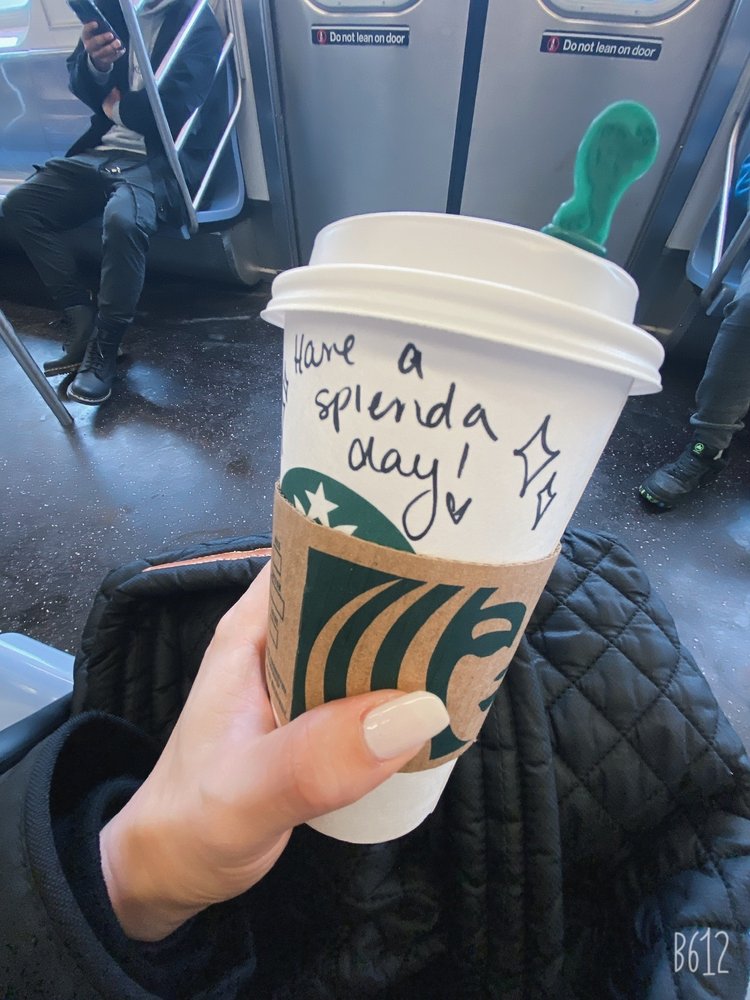 Do not lean on door
Do not lean on door
Have a
splenda
day!
B612